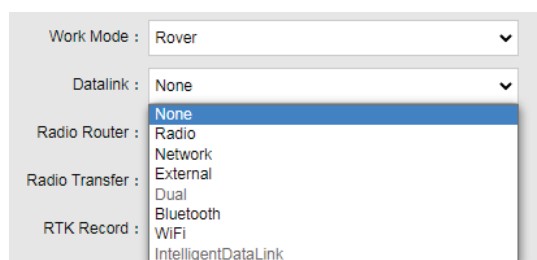 Work Mode : Rover
Datalink : None
None
Radio Router : Radio
Network
Radio Transfer : External
Dual
Bluetooth
RTK Record : WiFi
IntelligentDataLink